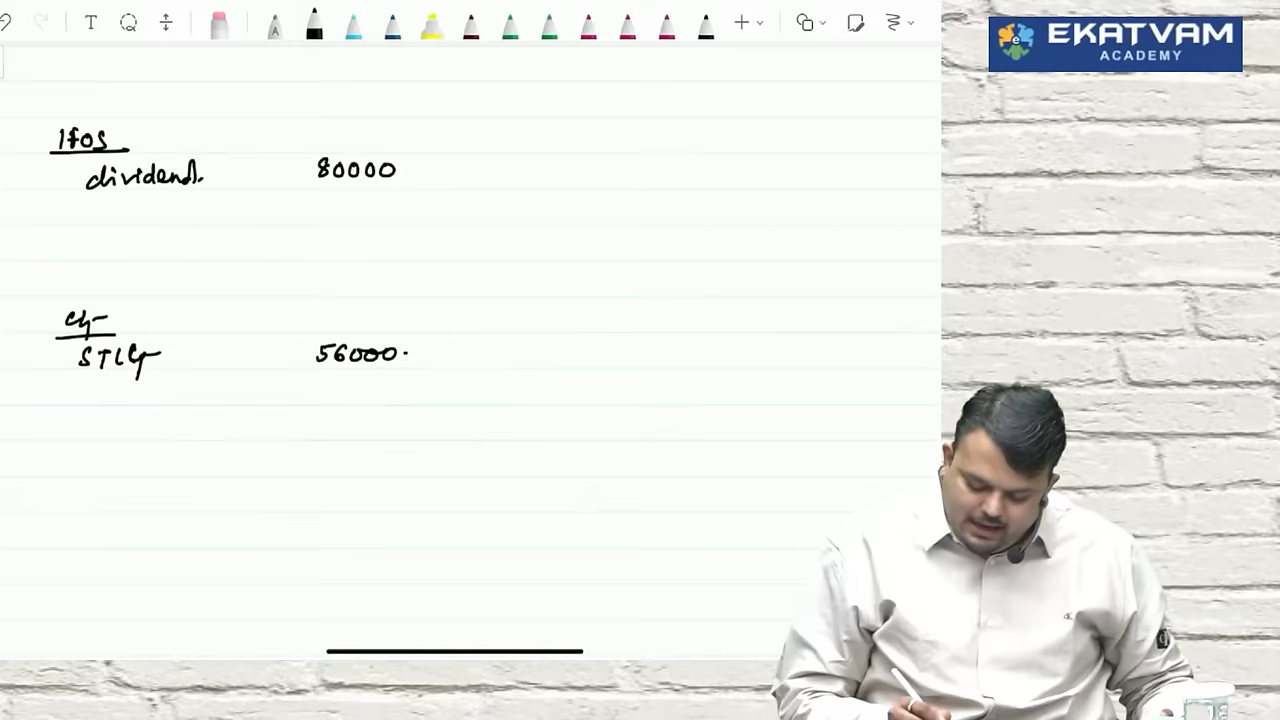 EKATVAM
ACADEMY
IFOS
dividend.
80000
CG
STCG
56000.